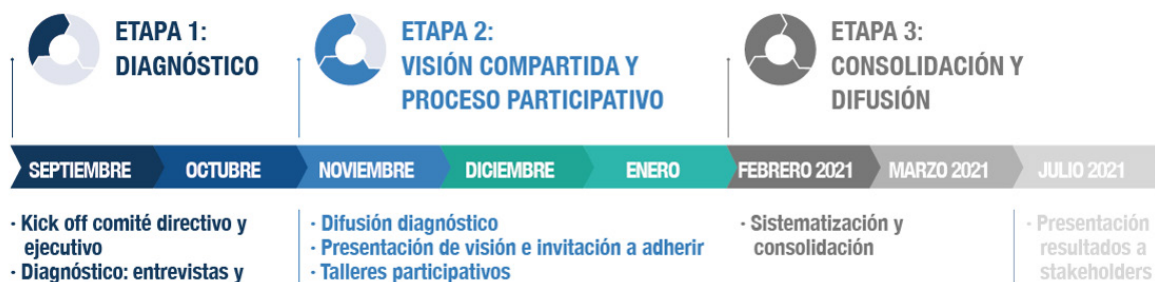 ETAPA 1:
DIAGNÓSTICO
ETAPA 2:
VISIÓN COMPARTIDA Y
PROCESO PARTICIPATIVO
ETAPA 3:
CONSOLIDACIÓN Y
DIFUSIÓN
SEPTIEMBRE
OCTUBRE
NOVIEMBRE
DICIEMBRE
ENERO
FEBRERO 2021
MARZO 2021
JULIO 2021
· Kick off comité directivo y
ejecutivo
· Diagnóstico: entrevistas y
· Difusión diagnóstico
· Presentación de visión e invitación a adherir
· Talleres participativos
· Sistematización y
consolidación
· Presentación
resultados a
stakeholders